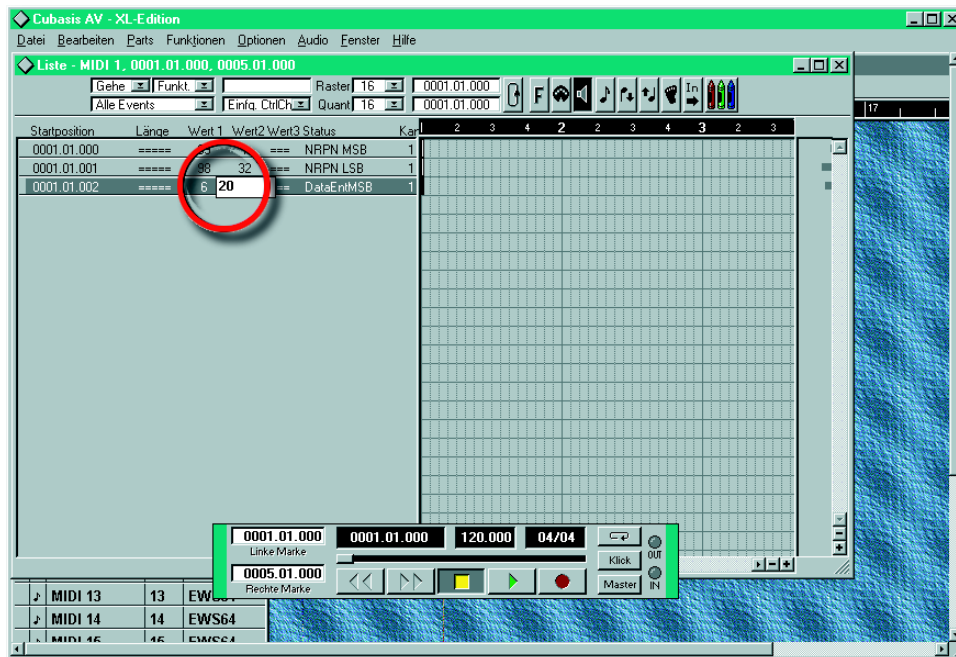 Cubasis AV - XL-Edition
Datei Bearbeiten Parts Funktionen Optionen Audio Fenster Hilfe
Liste - MIDI 1, 0001.01.000, 0005.01.000
Gehe Funkt. Raster 16 0001.01.000
F In
Alle Events Einfg. CtrlCh Quant 16 0001.01.000
17
Startposition Länge Wert 1 Wert2 Wert3 Status Kan
2 3 4 2 2 3 4 3 2 3
0001.01.000 ===== === NRPN MSB 1
0001.01.001 ===== 98 32 === NRPN LSB 1
0001.01.002 ===== 6 20 == DataEntMSB 1
0001.01.000 0001.01.000 120.000 04/04
Linke Marke
OUT
Klick
0005.01.000
Rechte Marke
Master IN
MIDI 13 13
MIDI 14 14 EWS64
MIDI 15 15 EWS64